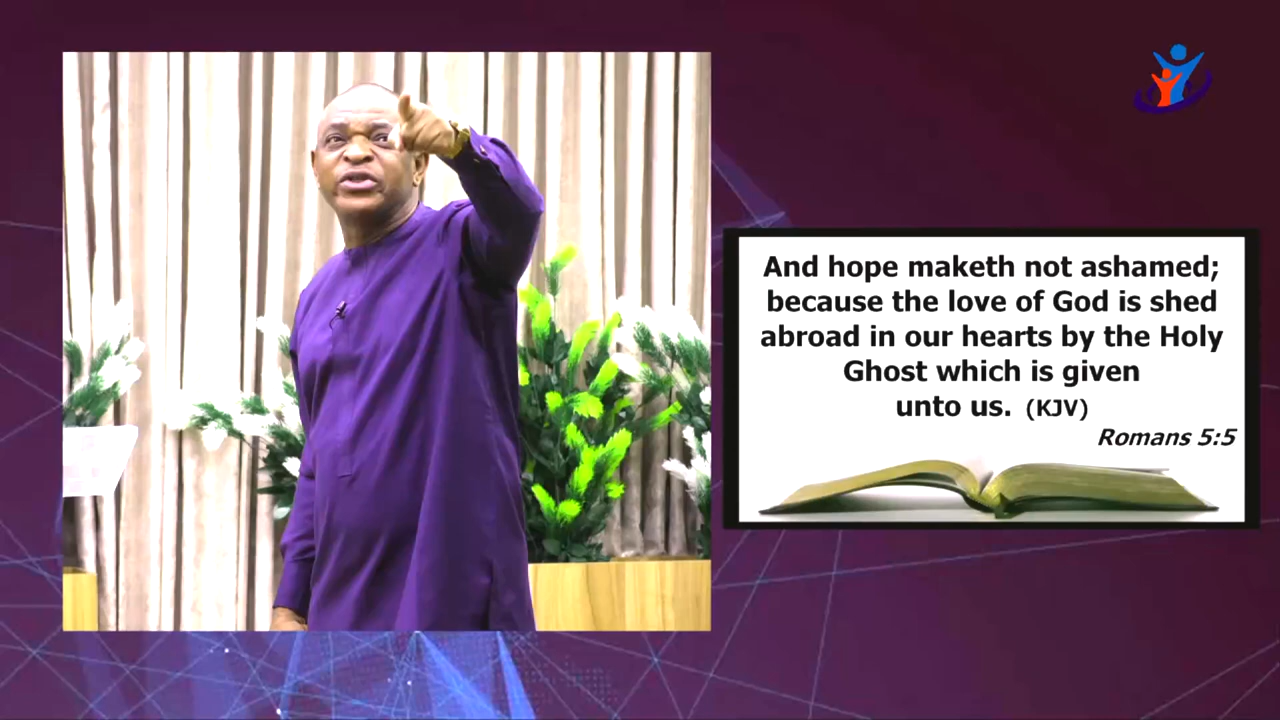 And hope maketh not ashamed;
because the love of God is shed
abroad in our hearts by the Holy
Ghost which is given
unto us. (KJV)
Romans 5:5